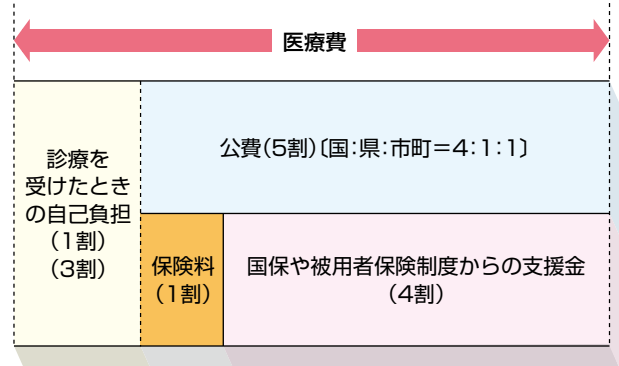 医療費
診療を
受けたとき
の自己負担
(1割)
(3割)
公費(5割)〔国:県:市町=4:1:1〕
保険料
(1割)
国保や被用者保険制度からの支援金
(4割)